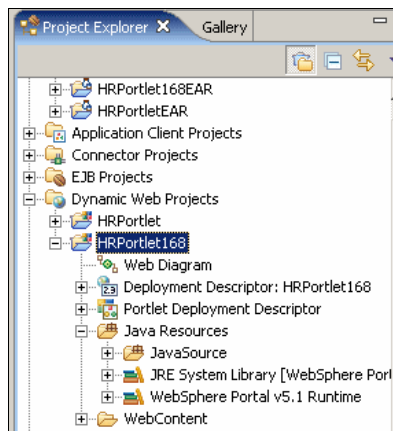 Project Explorer Gallery
HRPortlet168EAR
HRPortletEAR
Application Client Projects
Connector Projects
EJB Projects
Dynamic Web Projects
HRPortlet
HRPortlet168
Web Diagram
2.3 Deployment Descriptor: HRPortlet168
Portlet Deployment Descriptor
Java Resources
JavaSource
JRE System Library [WebSphere Port
WebSphere Portal v5.1 Runtime
WebContent